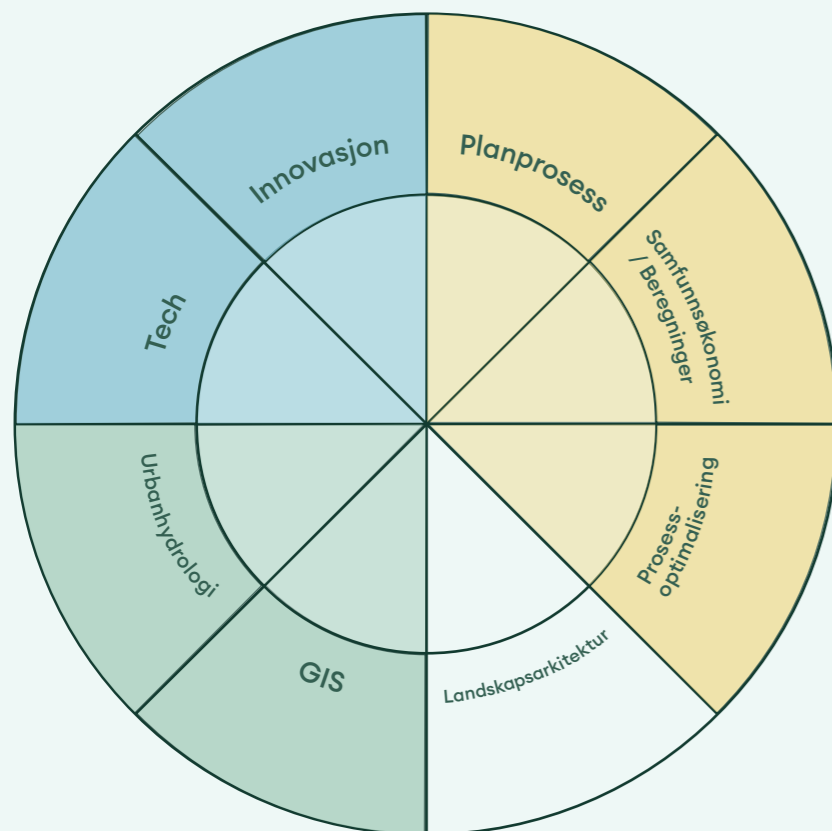 Innovasjon
Planprosess
Samfunnsøkonomi
/ Beregninger
Prosess-
optimalisering
Landskapsarkitektur
GIS
Urbanhydrologi
Tech